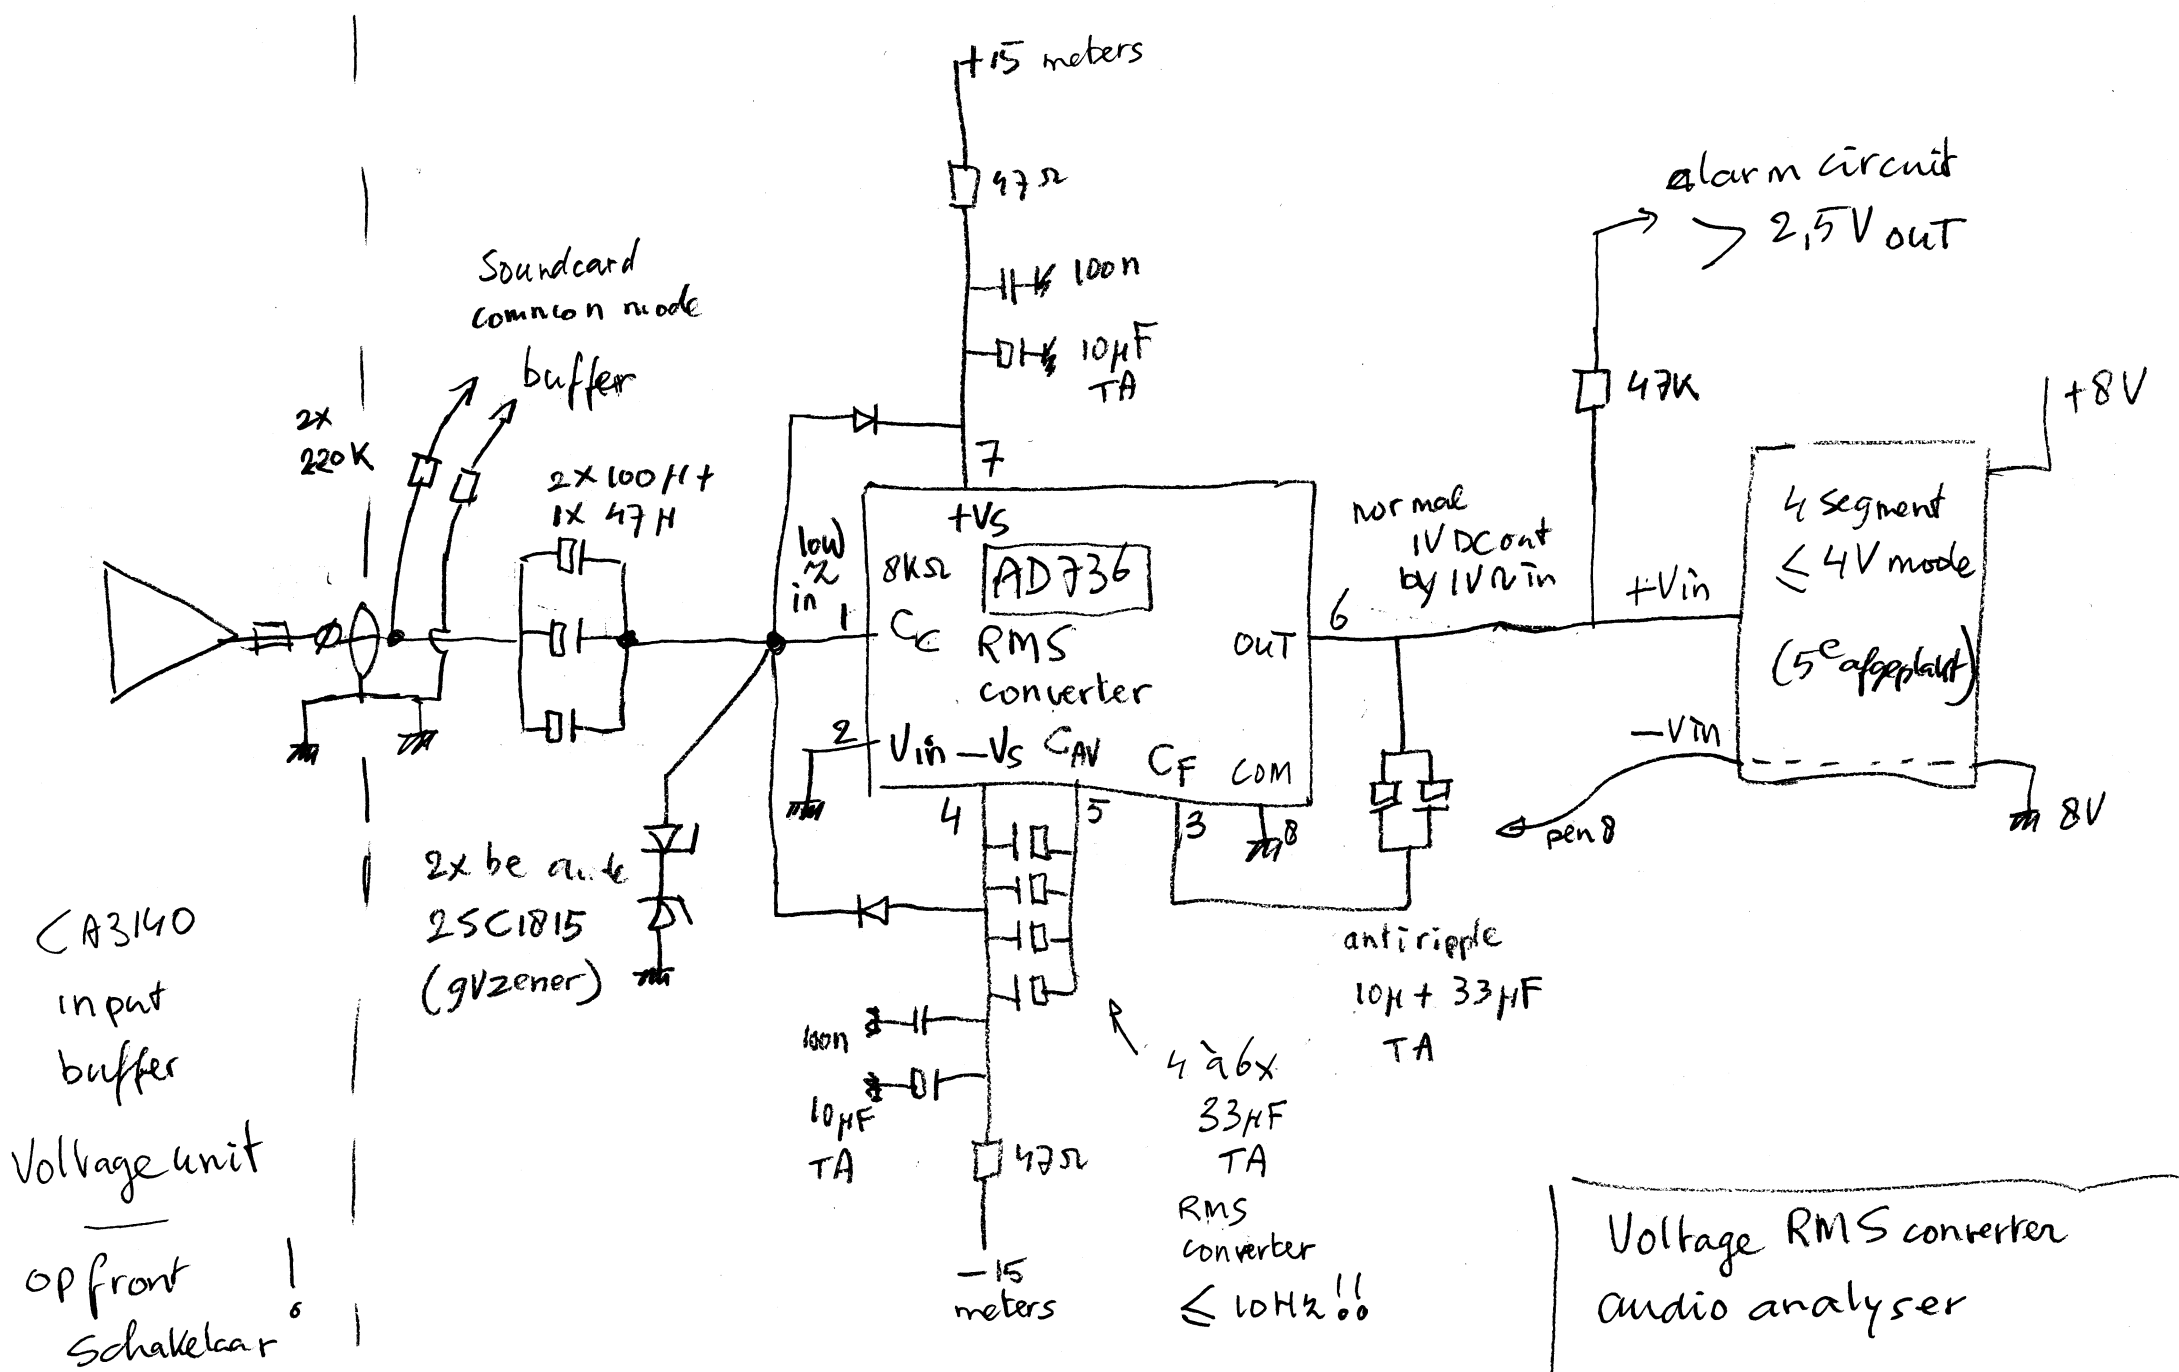 +15 meters
47Ω
100n
10µF
TA
alarm circuit
> 2,5V out
47K
+8V
Soundcard
common mode
buffer
2x
220K
2x100µ+
1x 47µ
low
Z
in
1
7
+Vs
8KΩ
AD736
RMS
converter
CC
OUT
6
2
Vin
-Vs
CAV
CF
COM
4
5
3
8
normal
1V DC out
by 1V~in
+Vin
-Vin
4 segment
≤ 4V mode
(5e afgeplakt)
pen 8
8V
2x be
2SC1815
(9V zener)
100n
10µF
TA
47Ω
-15
meters
4 à 6x
33µF
TA
RMS
converter
≤ 10Hz!!
antiripple
10µ + 33µF
TA
CA3140
input
buffer
Voltage unit
op front
schakelaar !
Voltage RMS converter
audio analyser